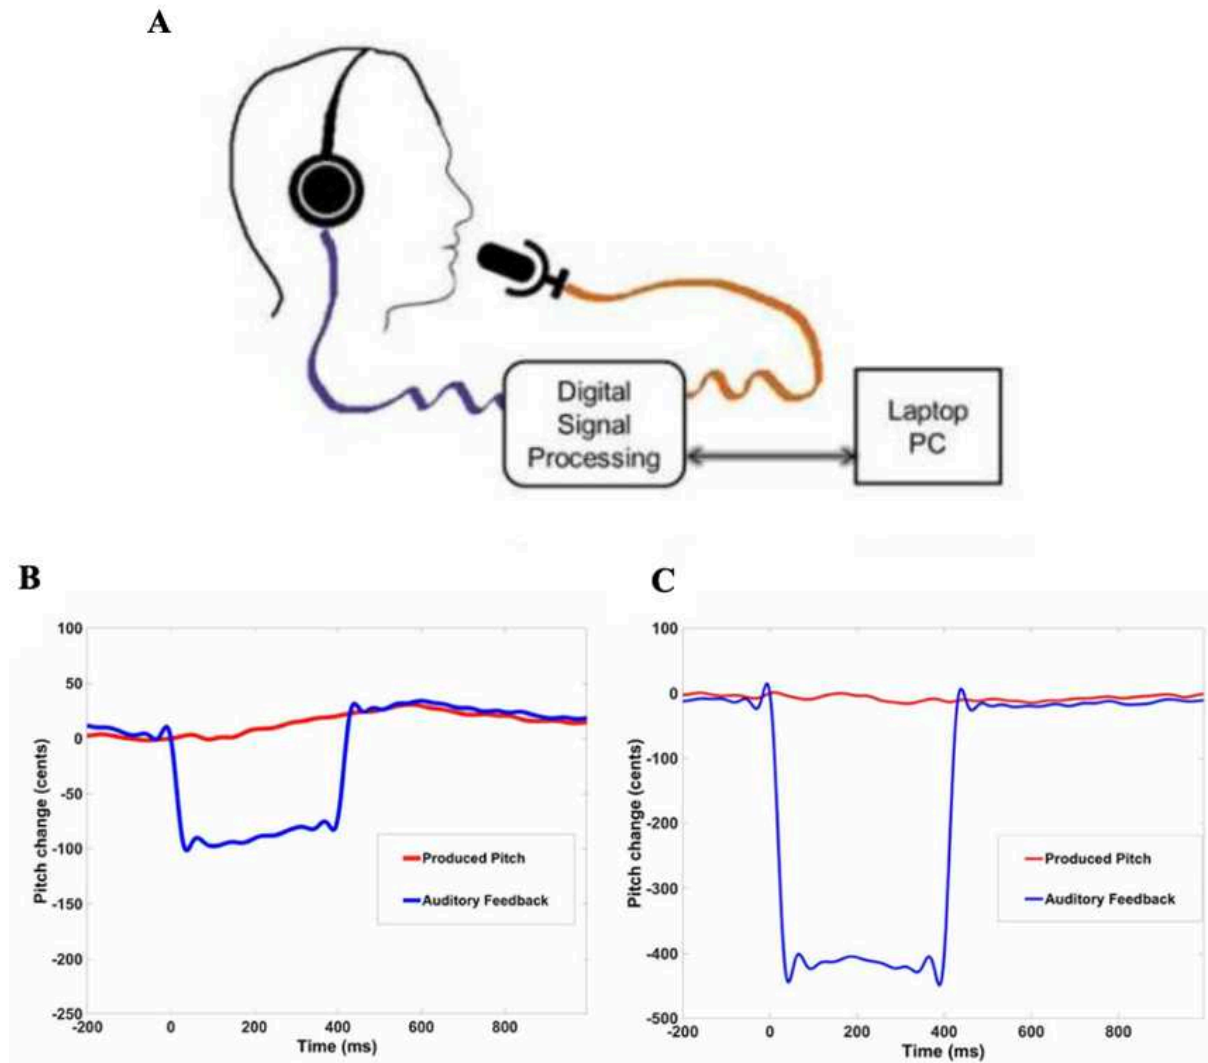 A
Digital
Signal
Processing
Laptop
PC
B
100
50
0
-50
-100
-150
-200
-250
Pitch change (cents)
-200
0
200
400
600
800
Time (ms)
Produced Pitch
Auditory Feedback
C
100
0
-100
-200
-300
-400
-500
Pitch change (cents)
-200
0
200
400
600
800
Time (ms)
Produced Pitch
Auditory Feedback